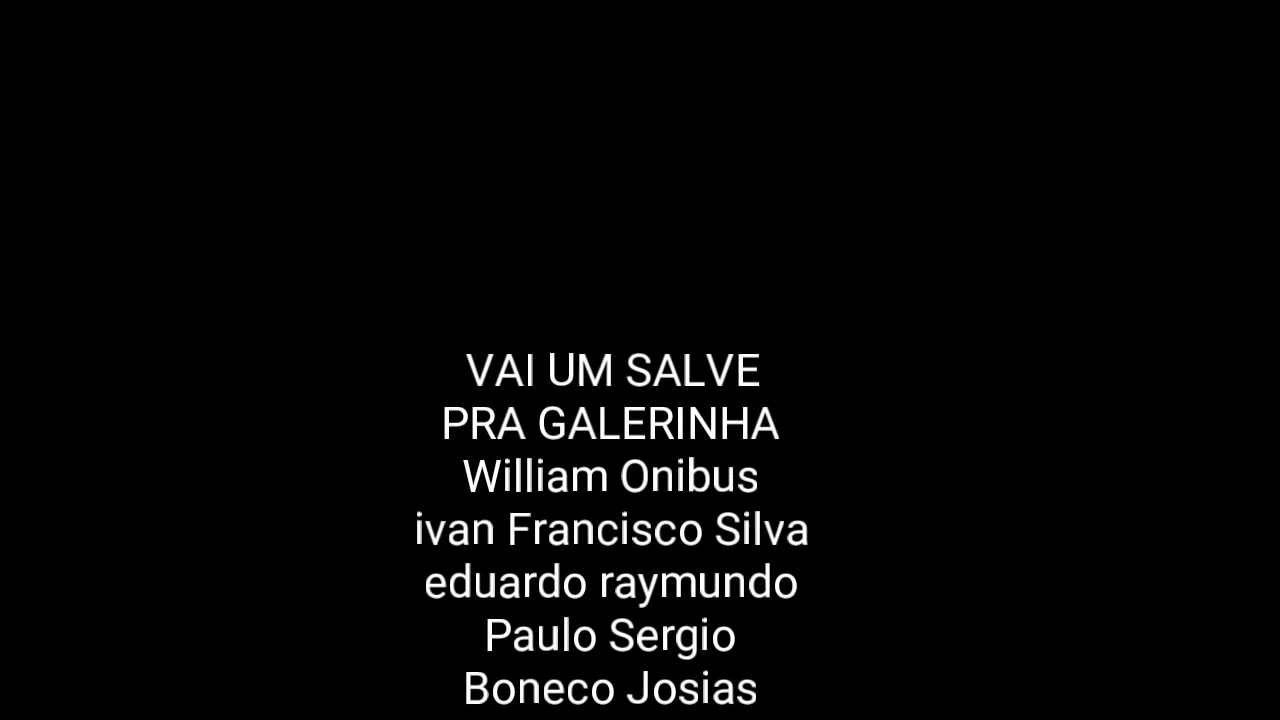 VAI UM SALVE
PRA GALERINHA
William Onibus
ivan Francisco Silva
eduardo raymundo
Paulo Sergio
Boneco Josias